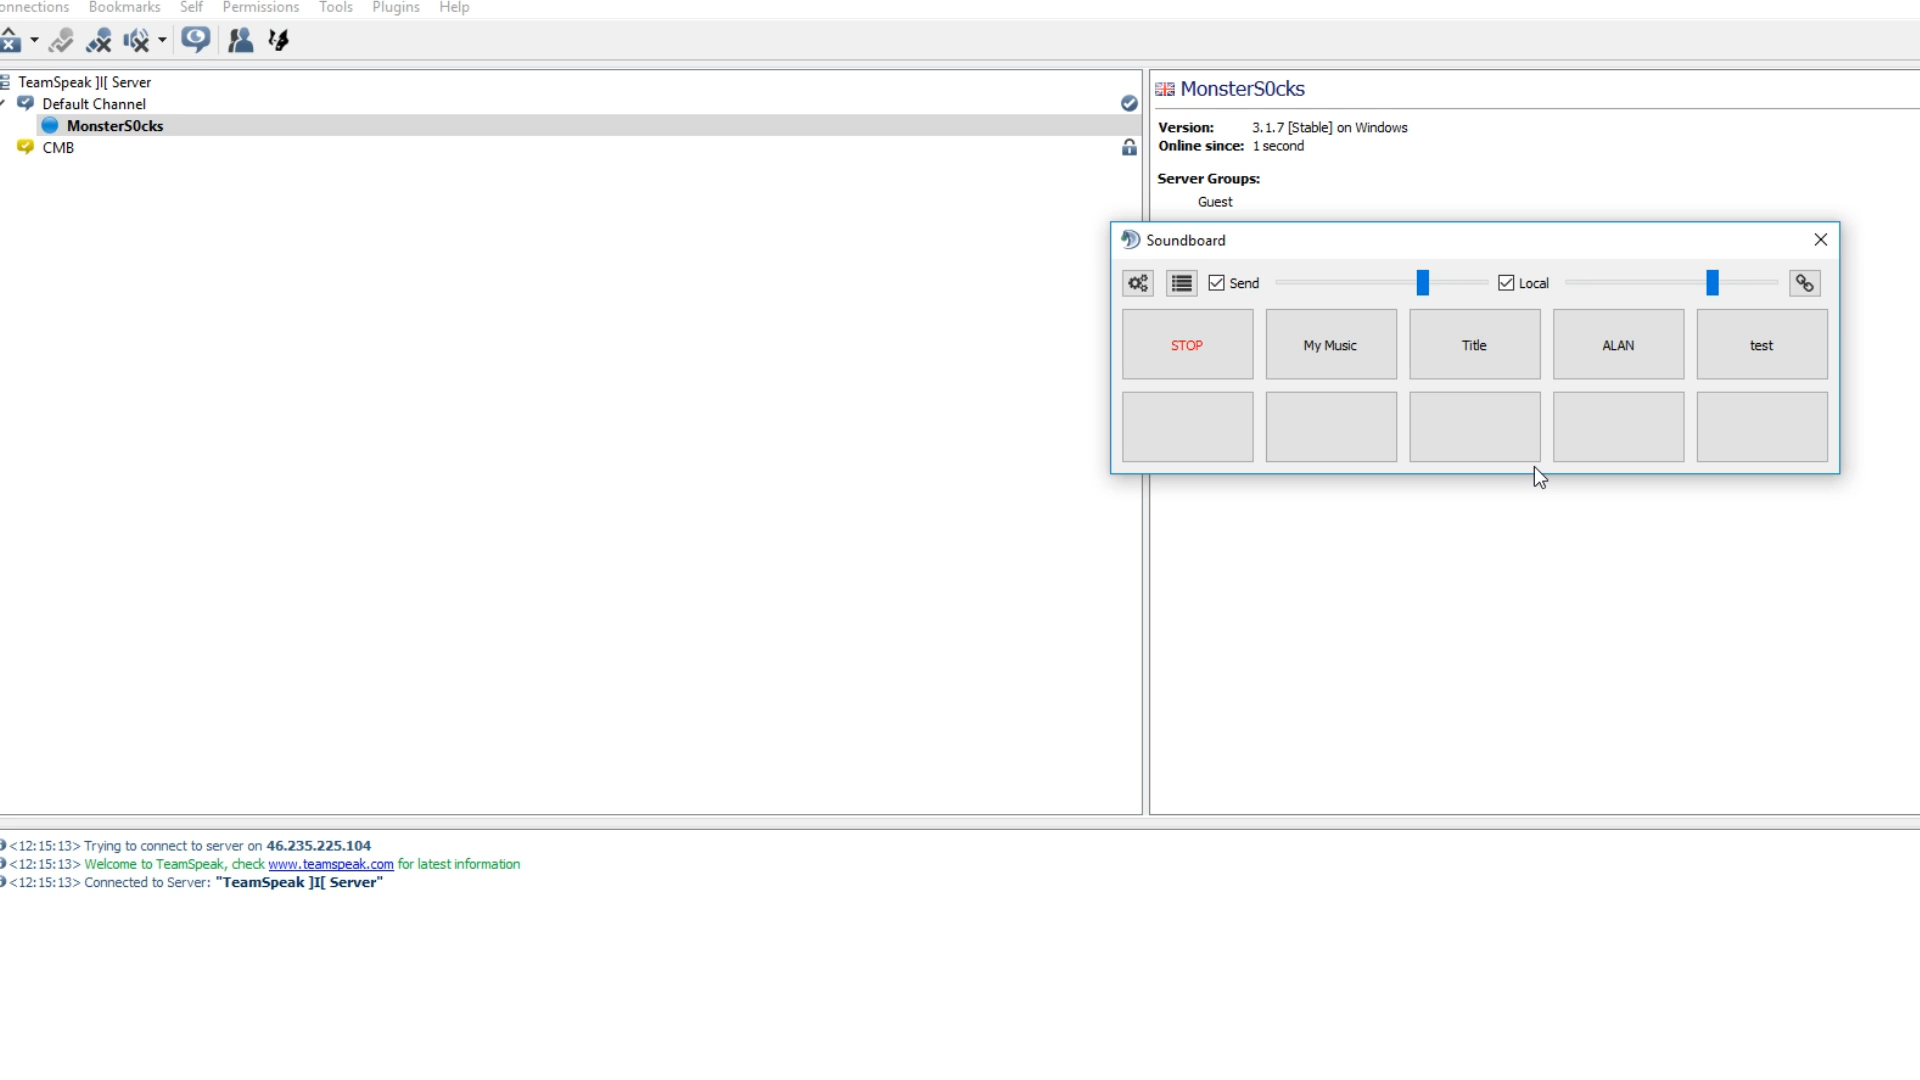 onnections Bookmarks Self Permissions Tools Plugins Help
TeamSpeak ]I[ Server
Default Channel
MonsterS0cks
CMB
MonsterS0cks
Version: 3.1.7 [Stable] on Windows
Online since: 1 second
Server Groups:
Guest
Soundboard
Send Local
STOP My Music Title ALAN test
<12:15:13> Trying to connect to server on 46.235.225.104
<12:15:13> Welcome to TeamSpeak, check www.teamspeak.com for latest information
<12:15:13> Connected to Server: "TeamSpeak ]I[ Server"